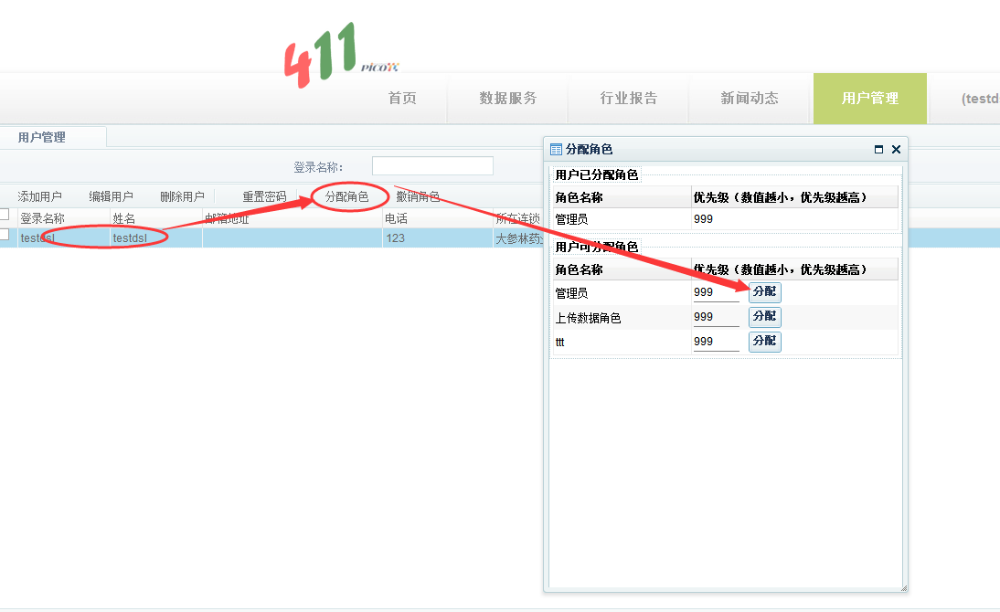 411 PICOTC
首页 数据服务 行业报告 新闻动态 用户管理 (testd
用户管理
登录名称：
添加用户 编辑用户 删除用户 重置密码 分配角色 撤销角色
登录名称 姓名 邮箱地址 电话 所在连锁
testdsl testdsl 123 大参林药
分配角色
用户已分配角色
角色名称 优先级（数值越小，优先级越高）
管理员 999
用户可分配角色
角色名称 优先级（数值越小，优先级越高）
管理员 999 分配
上传数据角色 999 分配
ttt 999 分配